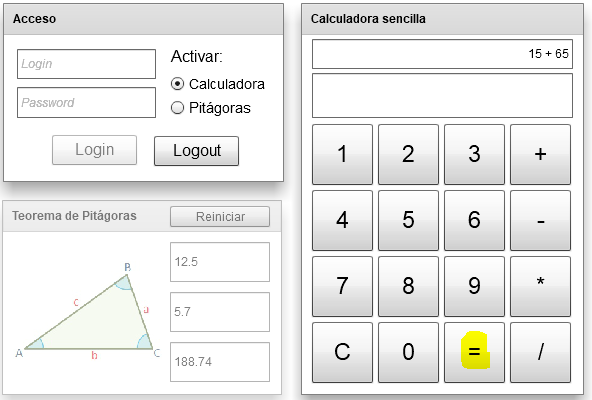 Acceso
Login
Password
Activar:
Calculadora
Pitágoras
Login
Logout
Teorema de Pitágoras
Reiniciar
B
c
a
A
b
C
12.5
5.7
188.74
Calculadora sencilla
15 + 65
1 2 3 +
4 5 6 -
7 8 9 *
C 0 = /